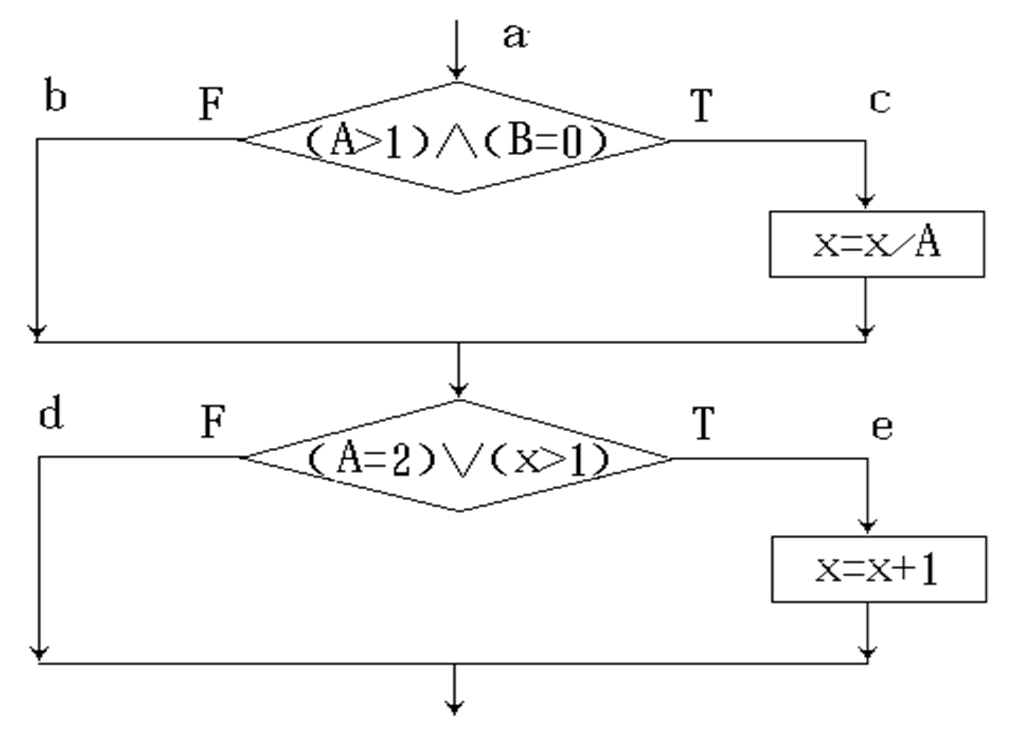 a
b F T c
(A>1)∧(B=0)
x=x/A
d F T e
(A=2)∨(x>1)
x=x+1